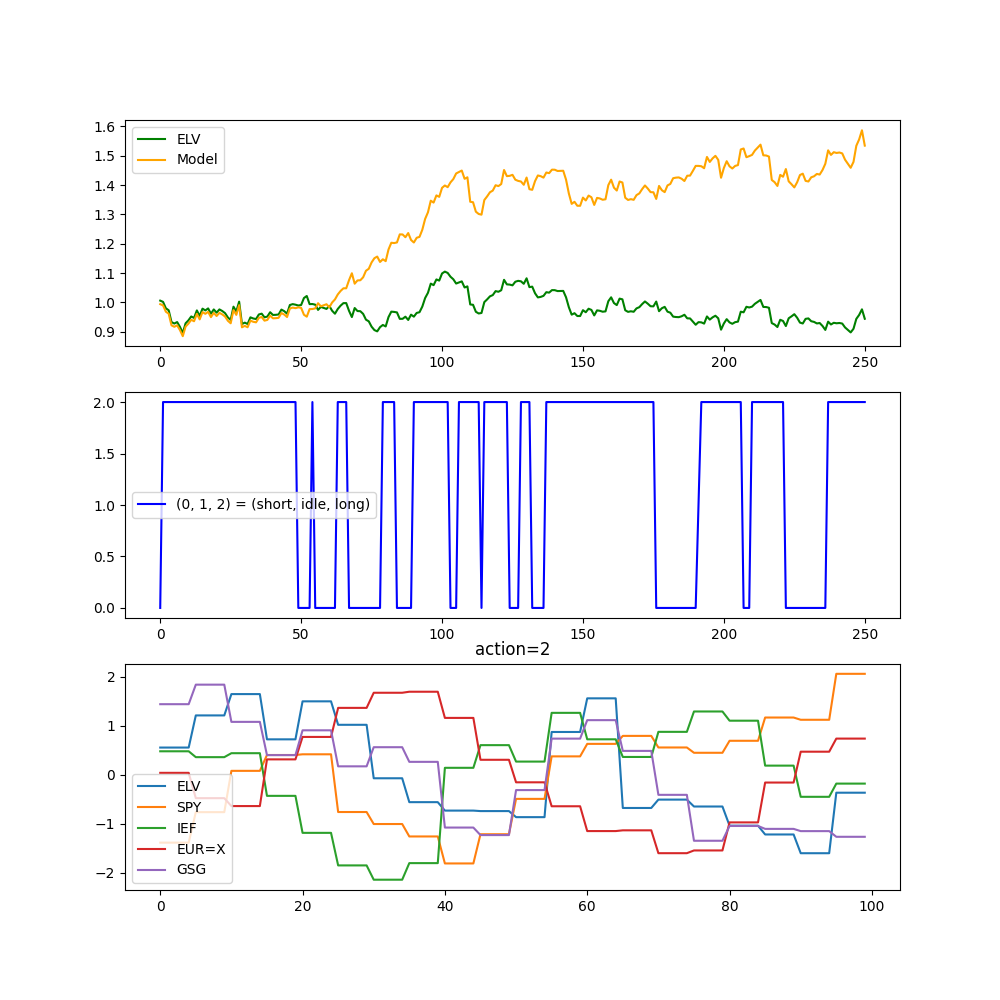 1.6
1.5
1.4
1.3
1.2
1.1
1.0
0.9
ELV
Model
0 50 100 150 200 250
2.0
1.5
1.0
0.5
0.0
(0, 1, 2) = (short, idle, long)
0 50 100 150 200 250
action=2
2
1
0
−1
−2
ELV
SPY
IEF
EUR=X
GSG
0 20 40 60 80 100